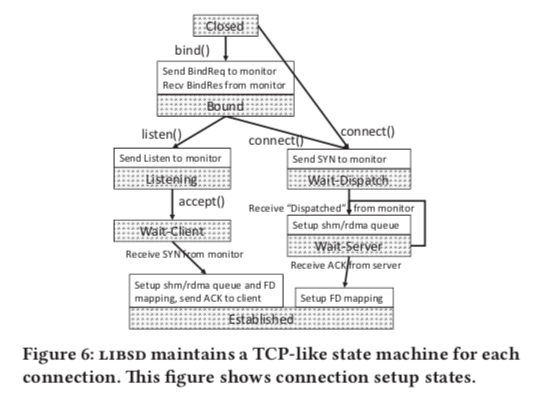 Closed
bind()
Send BindReq to monitor
Recv BindRes from monitor
Bound
listen()
connect()
connect()
Send Listen to monitor
Listening
Send SYN to monitor
Wait-Dispatch
accept()
Receive "Dispatched" from monitor
Wait-Client
Setup shm/rdma queue
Wait-Server
Receive SYN from monitor
Receive ACK from server
Setup shm/rdma queue and FD
mapping, send ACK to client
Setup FD mapping
Established
Figure 6: LIBSD maintains a TCP-like state machine for each
connection. This figure shows connection setup states.